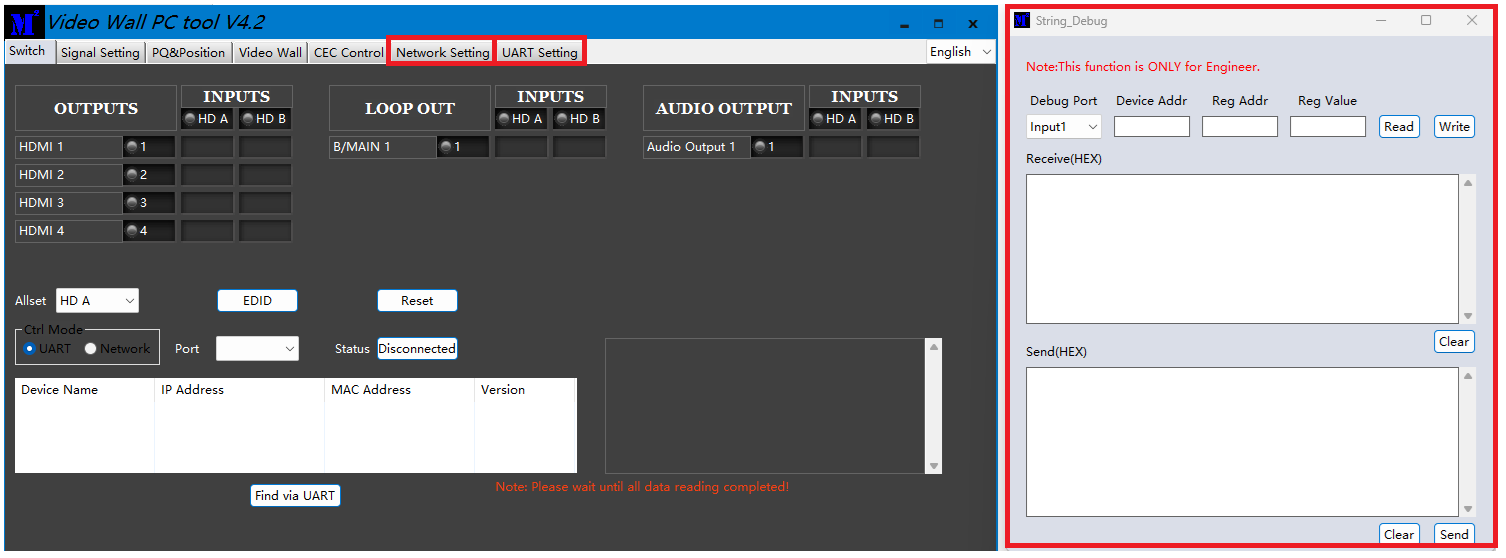 Video Wall PC tool V4.2
Switch Signal Setting PQ&Position Video Wall CEC Control Network Setting UART Setting English
OUTPUTS INPUTS LOOP OUT INPUTS AUDIO OUTPUT INPUTS
HD A HD B HD A HD B HD A HD B
HDMI 1 1 B/MAIN 1 1 Audio Output 1 1
HDMI 2 2
HDMI 3 3
HDMI 4 4
Allset HD A EDID Reset
Ctrl Mode
UART Network Port Status Disconnected
Device Name IP Address MAC Address Version
Find via UART
Note: Please wait until all data reading completed!
String_Debug
Note:This function is ONLY for Engineer.
Debug Port Device Addr Reg Addr Reg Value
Input1 Read Write
Receive(HEX)
Clear
Send(HEX)
Clear Send